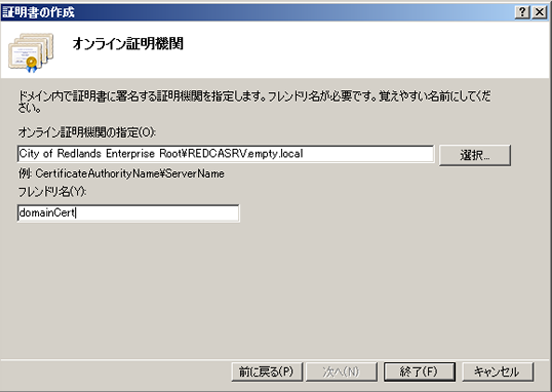 証明書の作成
オンライン証明機関
ドメイン内で証明書に署名する証明機関を指定します。フレンドリ名が必要です。覚えやすい名前にしてくだ
さい。
オンライン証明機関の指定(O):
City of Redlands Enterprise Root¥REDCASRV.empty.local
選択...
例: CertificateAuthorityName¥ServerName
フレンドリ名(Y):
domainCert
前に戻る(P) 次へ(N) 終了(F) キャンセル